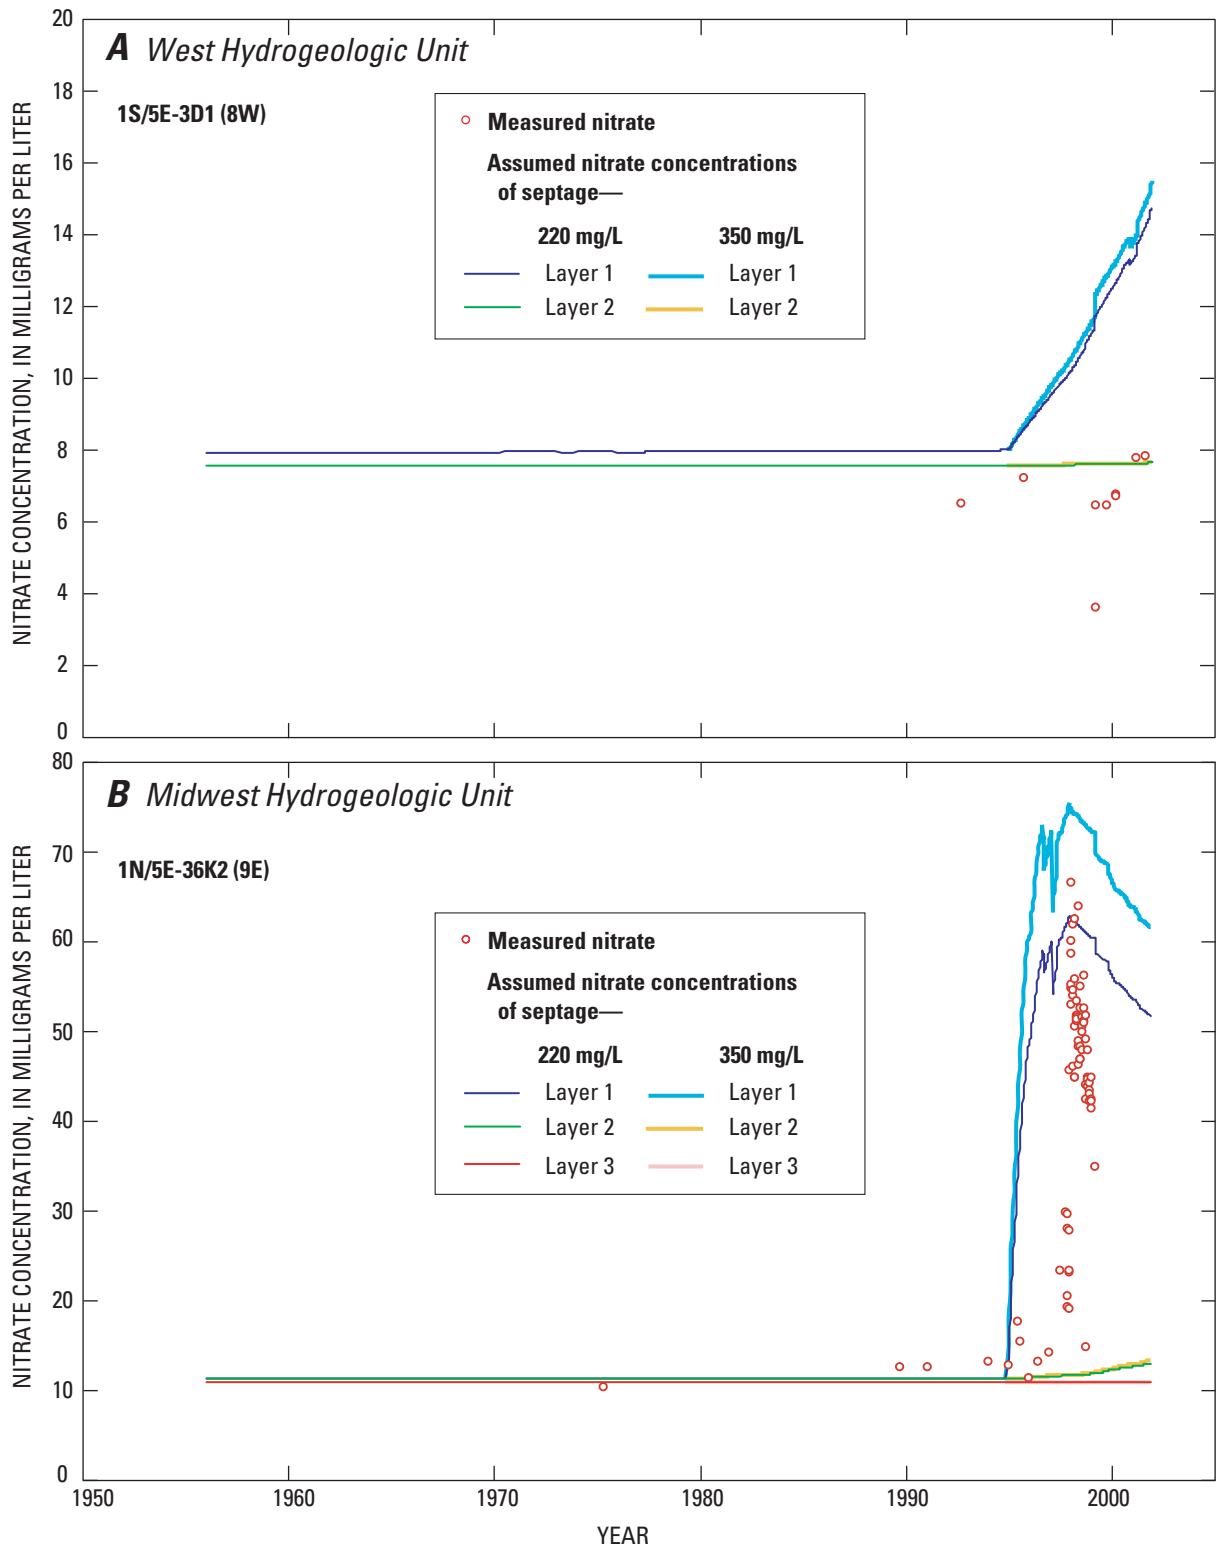 20
18
16
14
12
10
8
6
4
2
0
NITRATE CONCENTRATION, IN MILLIGRAMS PER LITER
A West Hydrogeologic Unit
1S/5E-3D1 (8W)
Measured nitrate
Assumed nitrate concentrations
of septage—
220 mg/L 350 mg/L
Layer 1 Layer 1
Layer 2 Layer 2
80
70
60
50
40
30
20
10
0
NITRATE CONCENTRATION, IN MILLIGRAMS PER LITER
B Midwest Hydrogeologic Unit
1N/5E-36K2 (9E)
Measured nitrate
Assumed nitrate concentrations
of septage—
220 mg/L 350 mg/L
Layer 1 Layer 1
Layer 2 Layer 2
Layer 3 Layer 3
1950 1960 1970 1980 1990 2000
YEAR